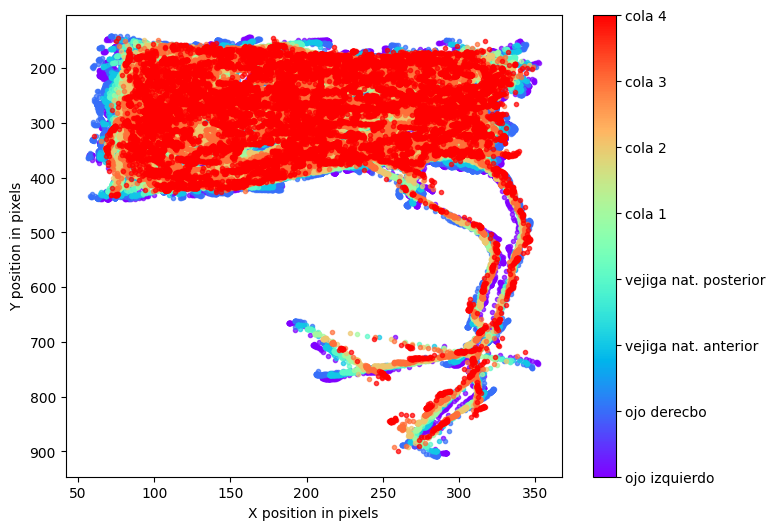 200
300
400
500
600
700
800
900
Y position in pixels
50
100
150
200
250
300
350
X position in pixels
cola 4
cola 3
cola 2
cola 1
vejiga nat. posterior
vejiga nat. anterior
ojo derecbo
ojo izquierdo